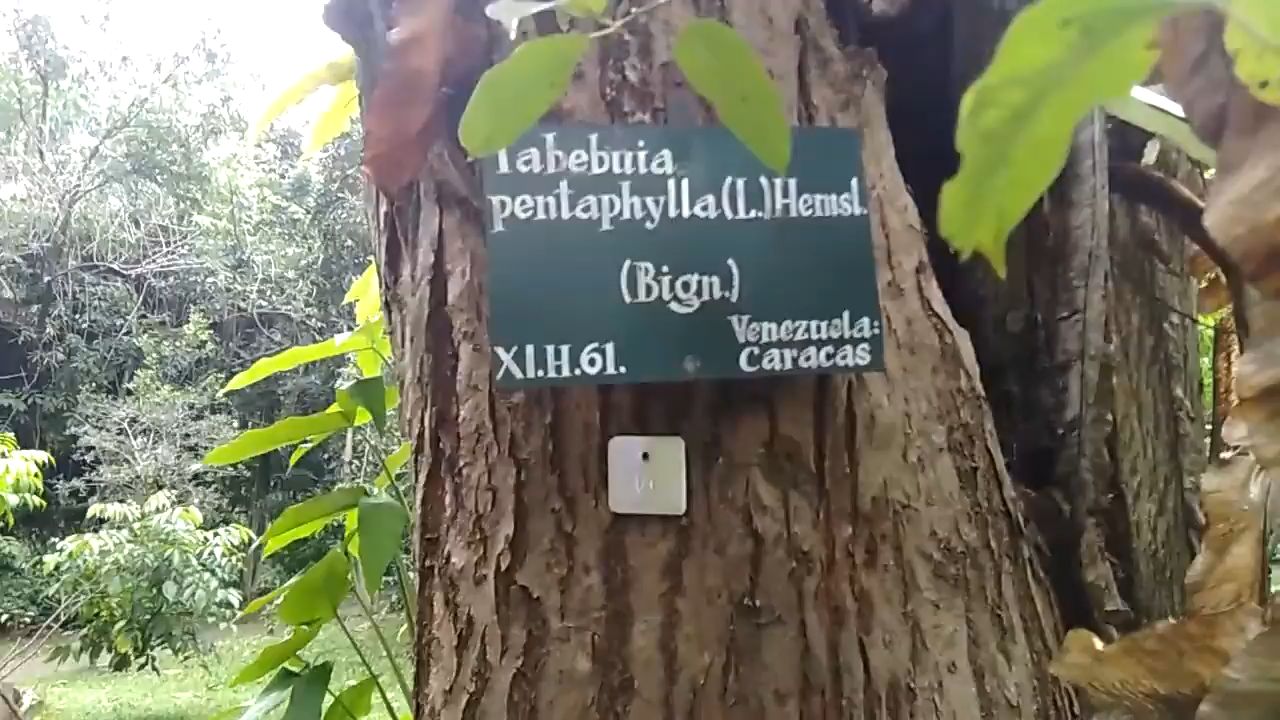 Tabebuia
pentaphylla(L.)Hemsl.
(Bign.)
Venezuela:
XI.H.61.
Caracas